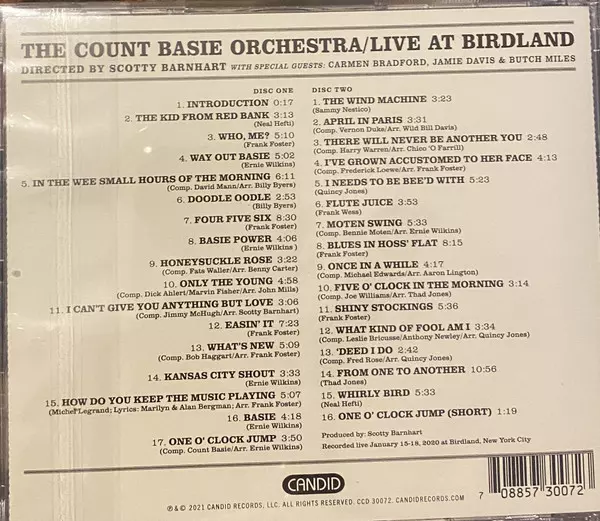 THE COUNT BASIE ORCHESTRA/LIVE AT BIRDLAND
DIRECTED BY SCOTTY BARNHART WITH SPECIAL GUESTS: CARMEN BRADFORD, JAMIE DAVIS & BUTCH MILES
DISC ONE
1. INTRODUCTION 0:17
2. THE KID FROM RED BANK 3:13
(Neal Hefti)
3. WHO, ME? 5:10
(Frank Foster)
4. WAY OUT BASIE 5:02
(Ernie Wilkins)
5. IN THE WEE SMALL HOURS OF THE MORNING 6:11
(Comp. David Mann/Arr. Billy Byers)
6. DOODLE OODLE 2:53
(Billy Byers)
7. FOUR FIVE SIX 8:30
(Frank Foster)
8. BASIE POWER 4:06
(Ernie Wilkins )
9. HONEYSUCKLE ROSE 3:22
(Comp. Fats Waller/Arr. Benny Carter)
10. ONLY THE YOUNG 4:58
(Comp. Dick Ahlert/Marvin Fisher/Arr. John Mills)
11. I CAN'T GIVE YOU ANYTHING BUT LOVE 3:06
(Comp. Jimmy McHugh/Arr. Scotty Barnhart)
12. EASIN' IT 7:23
(Frank Foster)
13. WHAT'S NEW 5:09
(Comp. Bob Haggart/Arr. Frank Foster)
14. KANSAS CITY SHOUT 3:33
(Ernie Wilkins)
15. HOW DO YOU KEEP THE MUSIC PLAYING 5:07
(Michel Legrand; Lyrics: Marilyn & Alan Bergman; Arr. Frank Foster)
16. BASIE 4:18
(Ernie Wilkins)
17. ONE O' CLOCK JUMP 3:50
(Comp. Count Basie/Arr. Ernie Wilkins)
DISC TWO
1. THE WIND MACHINE 3:23
(Sammy Nestico)
2. APRIL IN PARIS 3:31
(Comp. Vernon Duke/Arr. Wild Bill Davis)
3. THERE WILL NEVER BE ANOTHER YOU 2:48
(Comp. Harry Warren/Arr. Chico O' Farrill)
4. I'VE GROWN ACCUSTOMED TO HER FACE 4:13
(Comp. Frederick Loewe/Arr. Frank Foster)
5. I NEEDS TO BE BEE'D WITH 5:23
(Quincy Jones)
6. FLUTE JUICE 3:53
(Frank Wess)
7. MOTEN SWING 5:33
(Comp. Bennie Moten/Arr. Ernie Wilkins)
8. BLUES IN HOSS' FLAT 8:15
(Frank Foster)
9. ONCE IN A WHILE 4:17
(Comp. Michael Edwards/Arr. Aaron Lington)
10. FIVE O' CLOCK IN THE MORNING 3:14
(Comp. Joe Williams/Arr. Thad Jones)
11. SHINY STOCKINGS 5:36
(Frank Foster)
12. WHAT KIND OF FOOL AM I 3:34
(Comp. Leslie Bricusse/Anthony Newley/Arr. Quincy Jones)
13. 'DEED I DO 2:42
(Comp. Fred Rose/Arr. Quincy Jones)
14. FROM ONE TO ANOTHER 10:56
(Thad Jones)
15. WHIRLY BIRD 5:33
(Neal Hefti)
16. ONE O' CLOCK JUMP (SHORT) 1:19
Produced by: Scotty Barnhart
Recorded live January 15-18, 2020 at Birdland, New York City
CANDID
℗ & © 2021 CANDID RECORDS, LLC. ALL RIGHTS RESERVED. CCD 30072. CANDIDRECORDS.COM
7 08857 30072